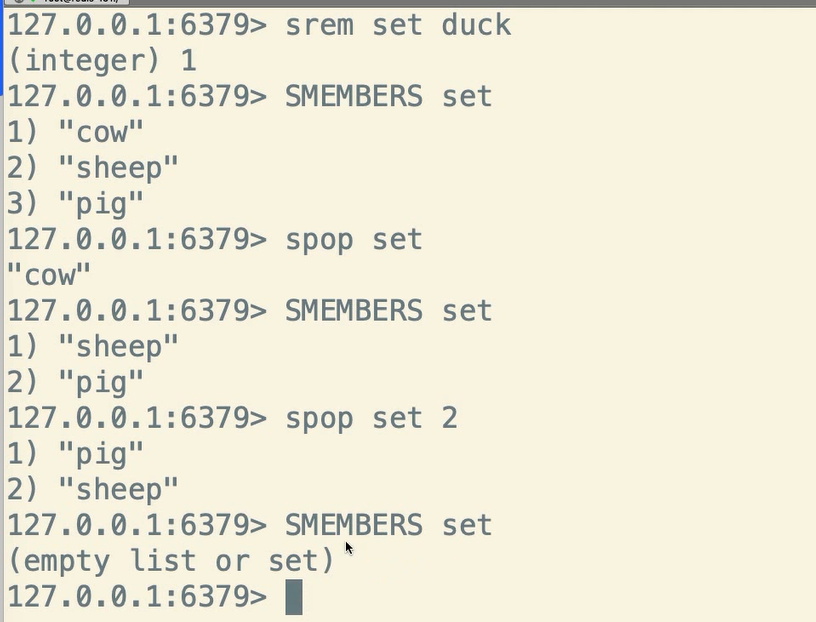 127.0.0.1:6379> srem set duck
(integer) 1
127.0.0.1:6379> SMEMBERS set
1) "cow"
2) "sheep"
3) "pig"
127.0.0.1:6379> spop set
"cow"
127.0.0.1:6379> SMEMBERS set
1) "sheep"
2) "pig"
127.0.0.1:6379> spop set 2
1) "pig"
2) "sheep"
127.0.0.1:6379> SMEMBERS set
(empty list or set)
127.0.0.1:6379>